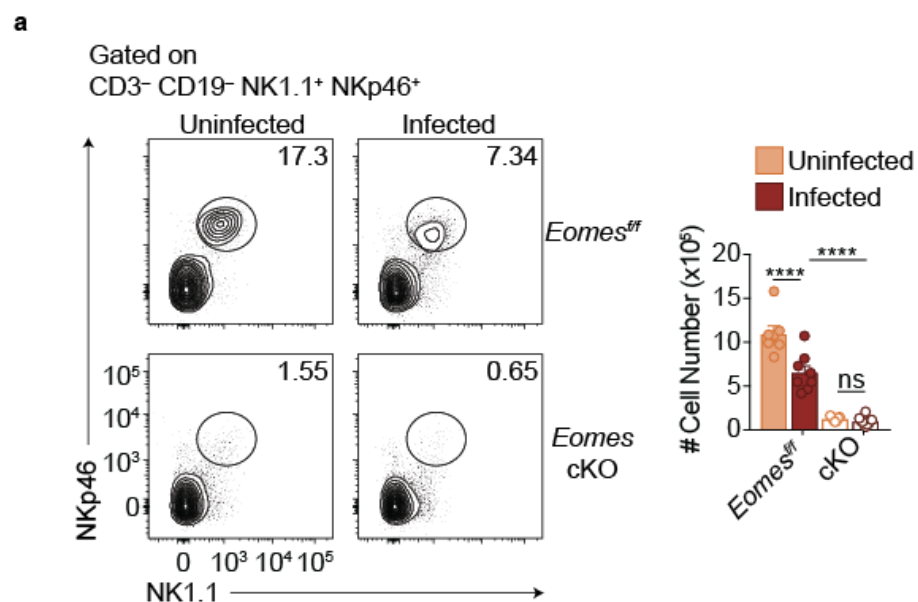 a
Gated on
CD3⁻ CD19⁻ NK1.1⁺ NKp46⁺
Uninfected
Infected
17.3
7.34
Eomesᶠ/ᶠ
1.55
0.65
Eomes
cKO
10⁵
10⁴
10³
0
NKp46
0 10³ 10⁴ 10⁵
NK1.1
Uninfected
Infected
# Cell Number (x10⁵)
20
15
10
5
0
****
****
ns
Eomesᶠ/ᶠ
cKO